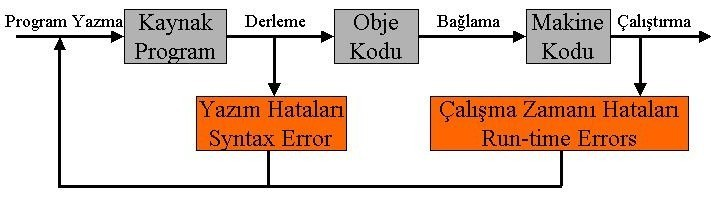 Program Yazma
Kaynak
Program
Derleme
Obje
Kodu
Bağlama
Makine
Kodu
Çalıştırma
Yazım Hataları
Syntax Error
Çalışma Zamanı Hataları
Run-time Errors